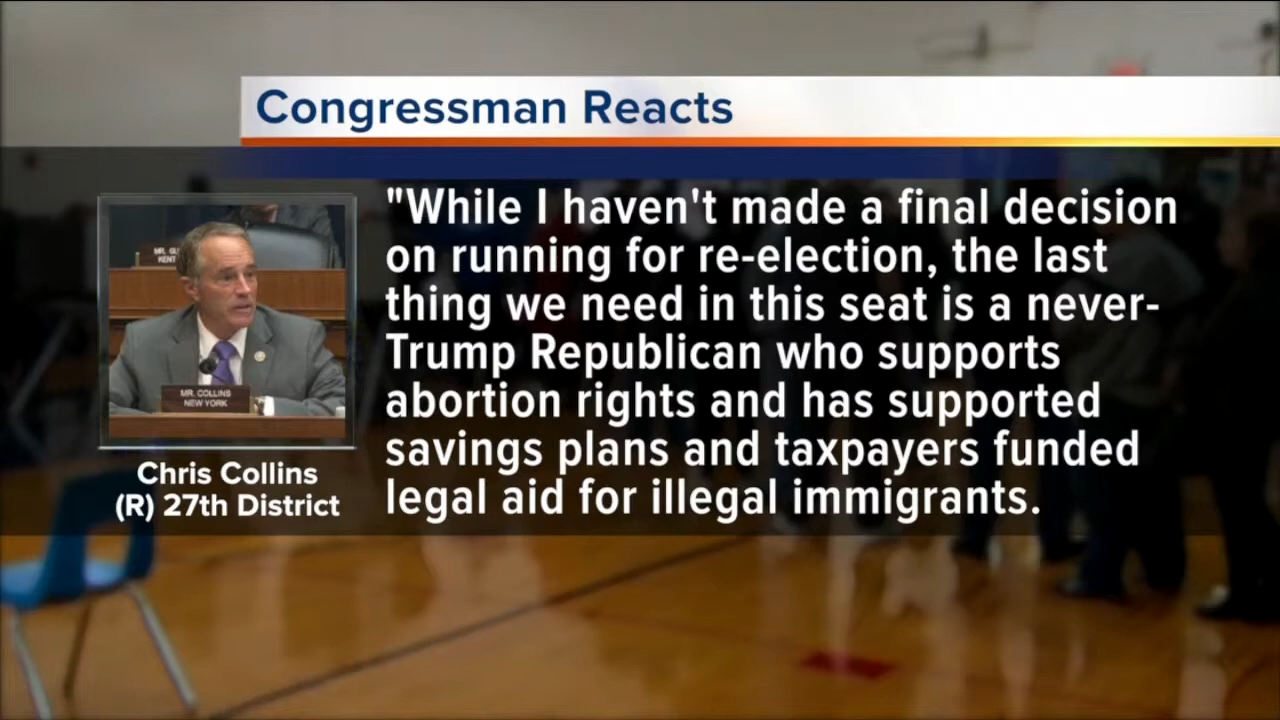 Congressman Reacts
"While I haven't made a final decision
on running for re-election, the last
thing we need in this seat is a never-
Trump Republican who supports
abortion rights and has supported
savings plans and taxpayers funded
legal aid for illegal immigrants.
MR. COLLINS
NEW YORK
Chris Collins
(R) 27th District